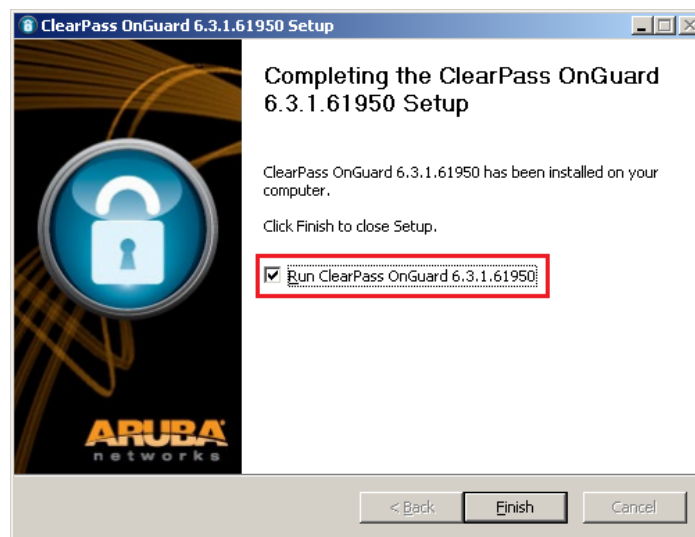 ClearPass OnGuard 6.3.1.61950 Setup
Completing the ClearPass OnGuard
6.3.1.61950 Setup
ClearPass OnGuard 6.3.1.61950 has been installed on your
computer.
Click Finish to close Setup.
Run ClearPass OnGuard 6.3.1.61950
ARUBA
networks
< Back
Finish
Cancel